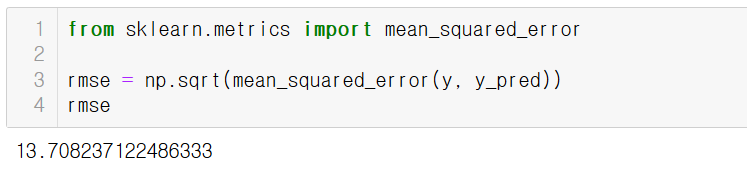 1 from sklearn.metrics import mean_squared_error
2
3 rmse = np.sqrt(mean_squared_error(y, y_pred))
4 rmse
13.708237122486333